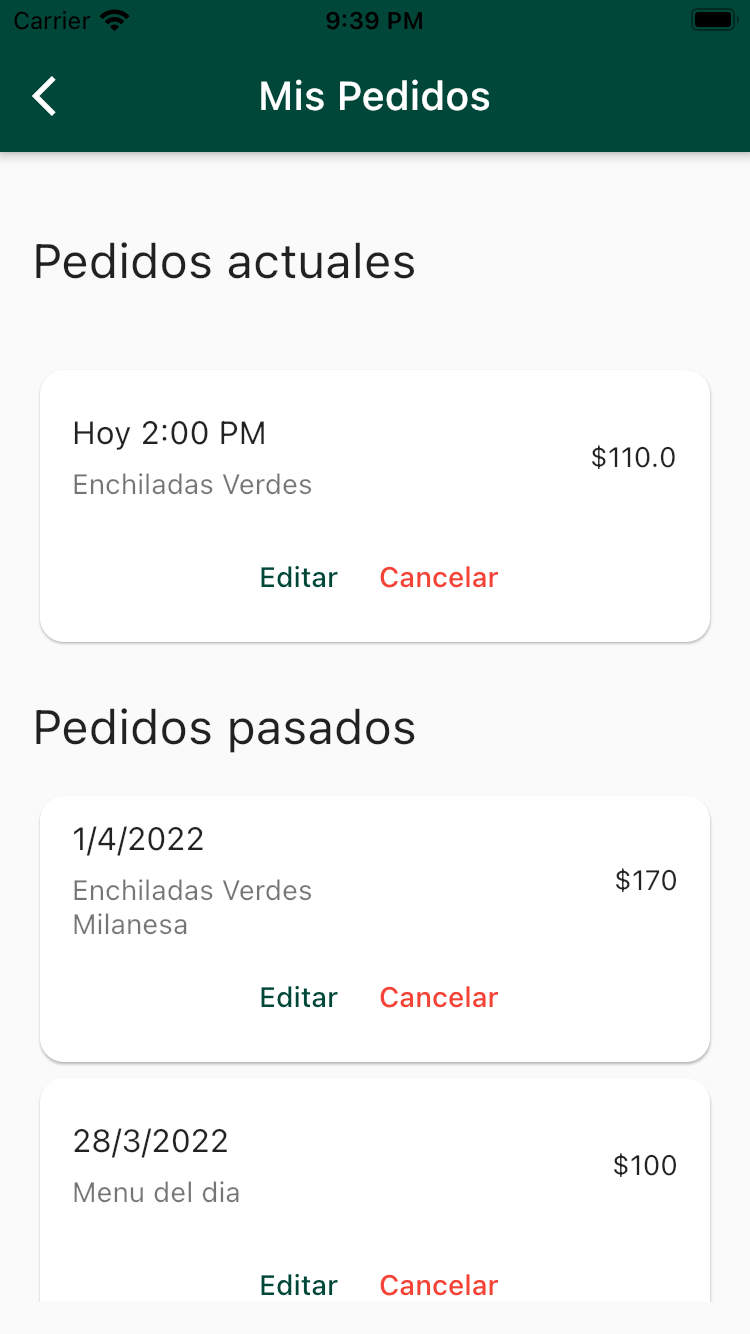 Carrier 9:39 PM
Mis Pedidos
Pedidos actuales
Hoy 2:00 PM
$110.0
Enchiladas Verdes
Editar Cancelar
Pedidos pasados
1/4/2022
$170
Enchiladas Verdes
Milanesa
Editar Cancelar
28/3/2022
$100
Menu del dia
Editar Cancelar